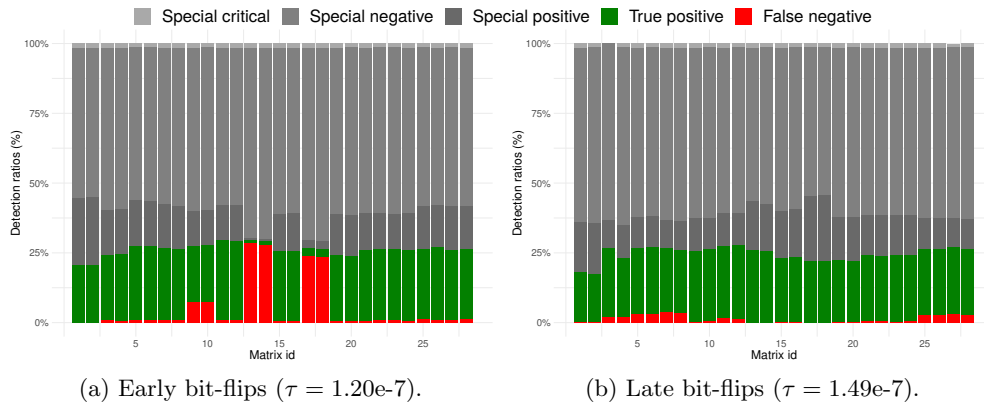 Special critical Special negative Special positive True positive False negative
Detection ratios (%)
100%
75%
50%
25%
0%
5 10 15 20 25
Matrix id
Detection ratios (%)
100%
75%
50%
25%
0%
5 10 15 20 25
Matrix id
(a) Early bit-flips (τ = 1.20e-7).
(b) Late bit-flips (τ = 1.49e-7).